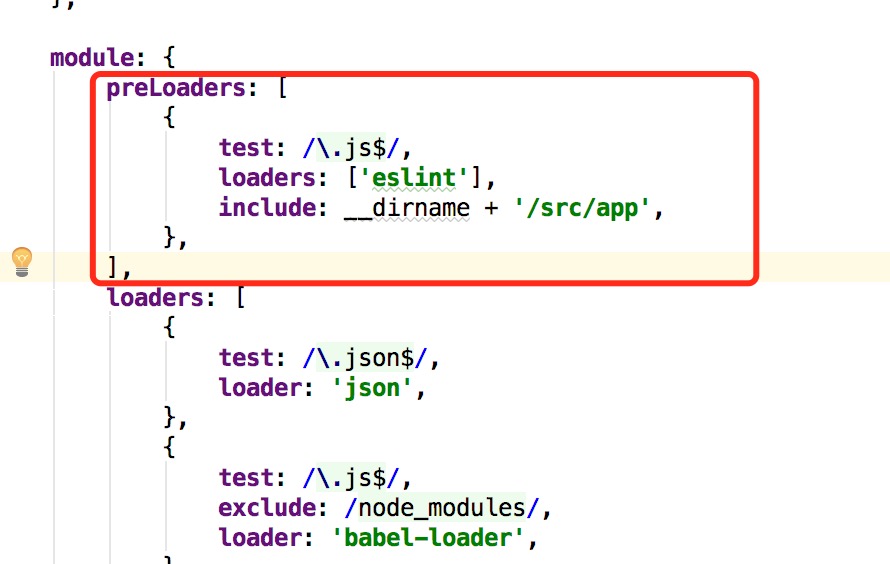 },
module: {
preLoaders: [
{
test: /\.js$/,
loaders: ['eslint'],
include: __dirname + '/src/app',
},
],
loaders: [
{
test: /\.json$/,
loader: 'json',
},
{
test: /\.js$/,
exclude: /node_modules/,
loader: 'babel-loader',
}